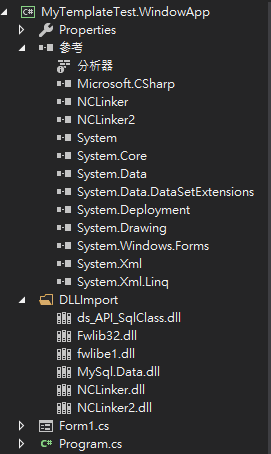 MyTemplateTest.WindowApp
Properties
參考
分析器
Microsoft.CSharp
NCLinker
NCLinker2
System
System.Core
System.Data
System.Data.DataSetExtensions
System.Deployment
System.Drawing
System.Windows.Forms
System.Xml
System.Xml.Linq
DLLImport
ds_API_SqlClass.dll
Fwlib32.dll
fwlibe1.dll
MySql.Data.dll
NCLinker.dll
NCLinker2.dll
Form1.cs
C# Program.cs